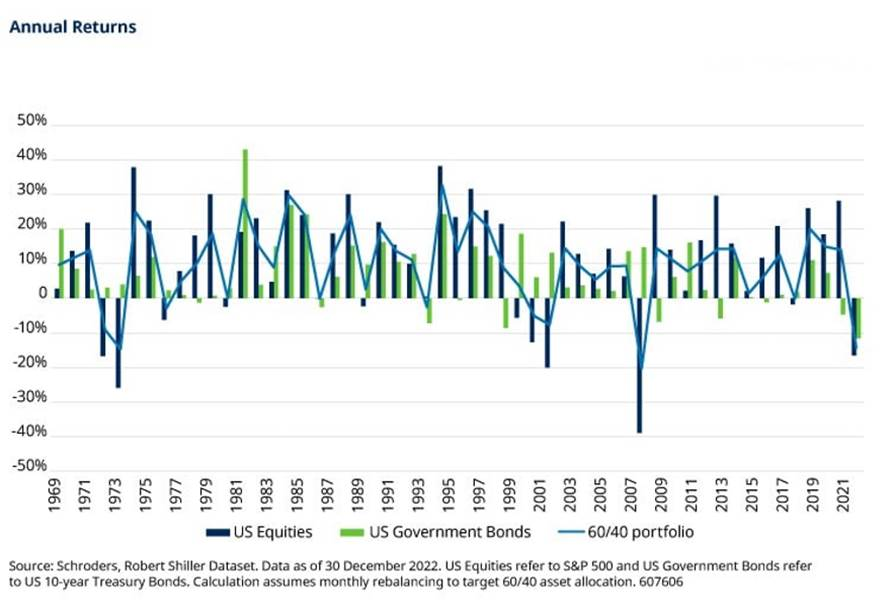 Annual Returns
50%
40%
30%
20%
10%
0
-10%
-20%
-30%
-40%
-50%
1969 1971 1973 1975 1977 1979 1981 1983 1985 1987 1989 1991 1993 1995 1997 1999 2001 2003 2005 2007 2009 2011 2013 2015 2017 2019 2021
US Equities US Government Bonds 60/40 portfolio
Source: Schroders, Robert Shiller Dataset. Data as of 30 December 2022. US Equities refer to S&P 500 and US Government Bonds refer
to US 10-year Treasury Bonds. Calculation assumes monthly rebalancing to target 60/40 asset allocation. 607606